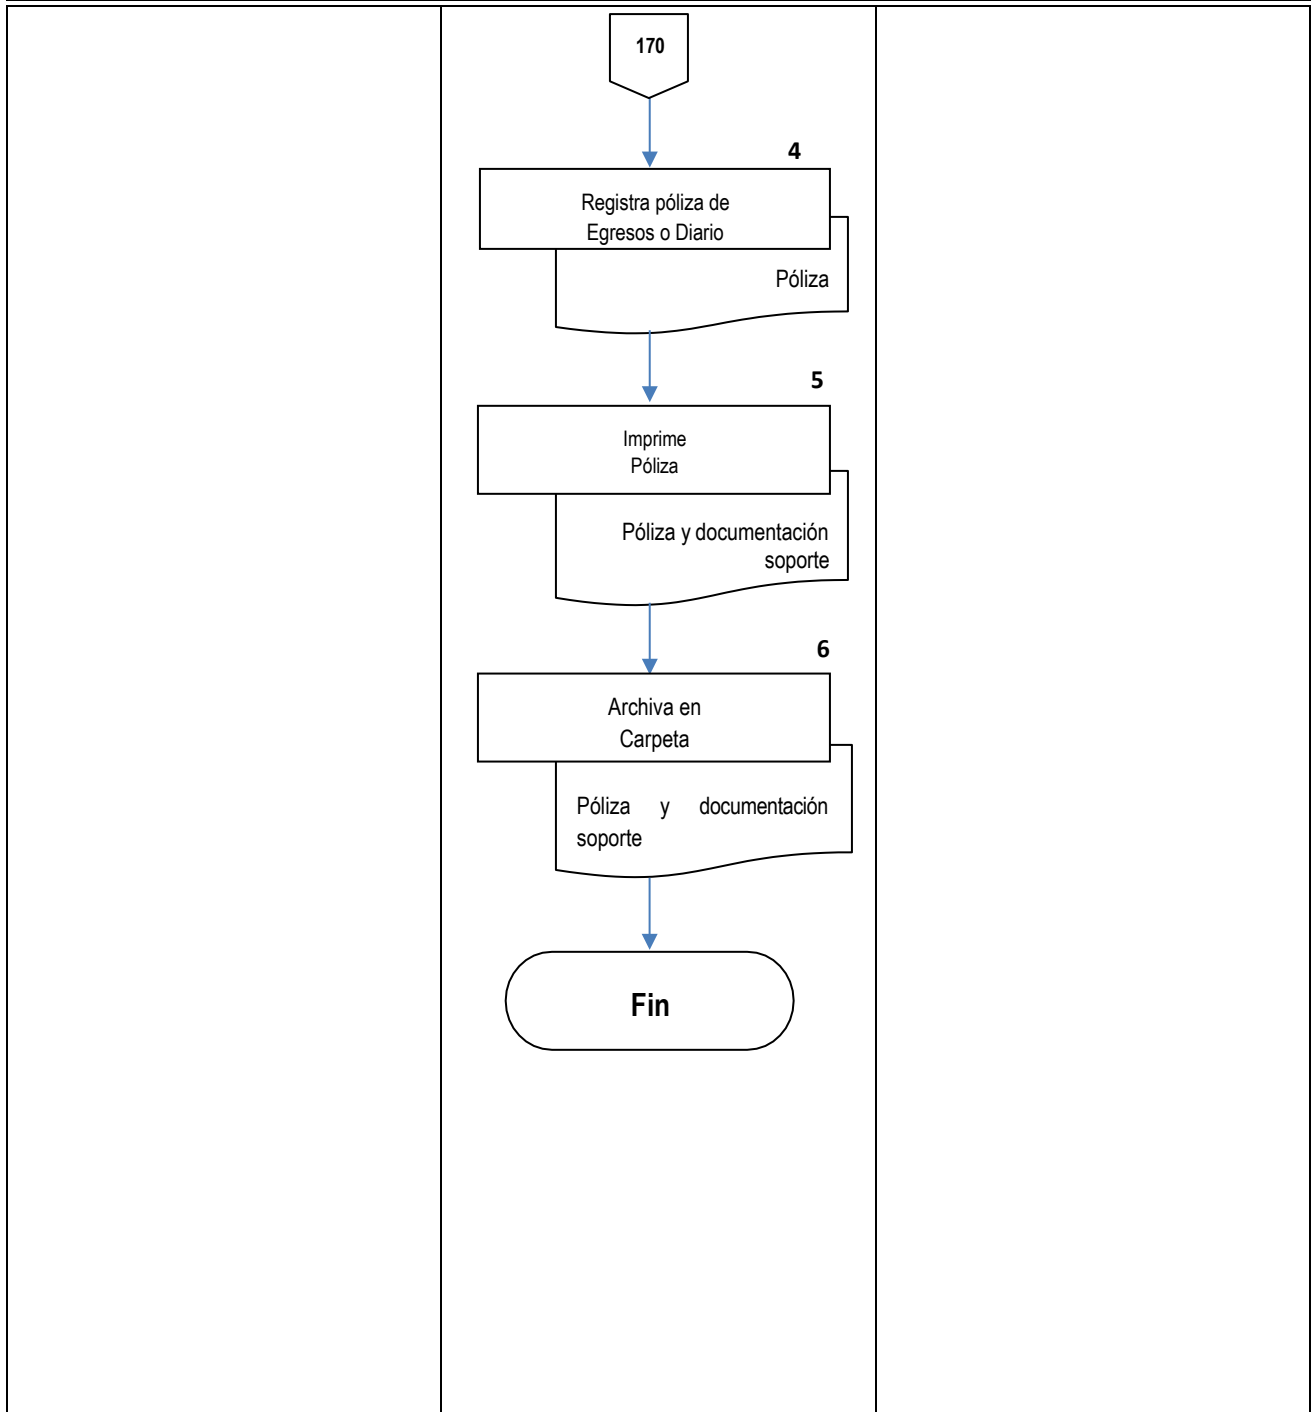 170
4
Registra póliza de
Egresos o Diario
Póliza
5
Imprime
Póliza
Póliza y documentación
soporte
6
Archiva en
Carpeta
Póliza y documentación
soporte
Fin